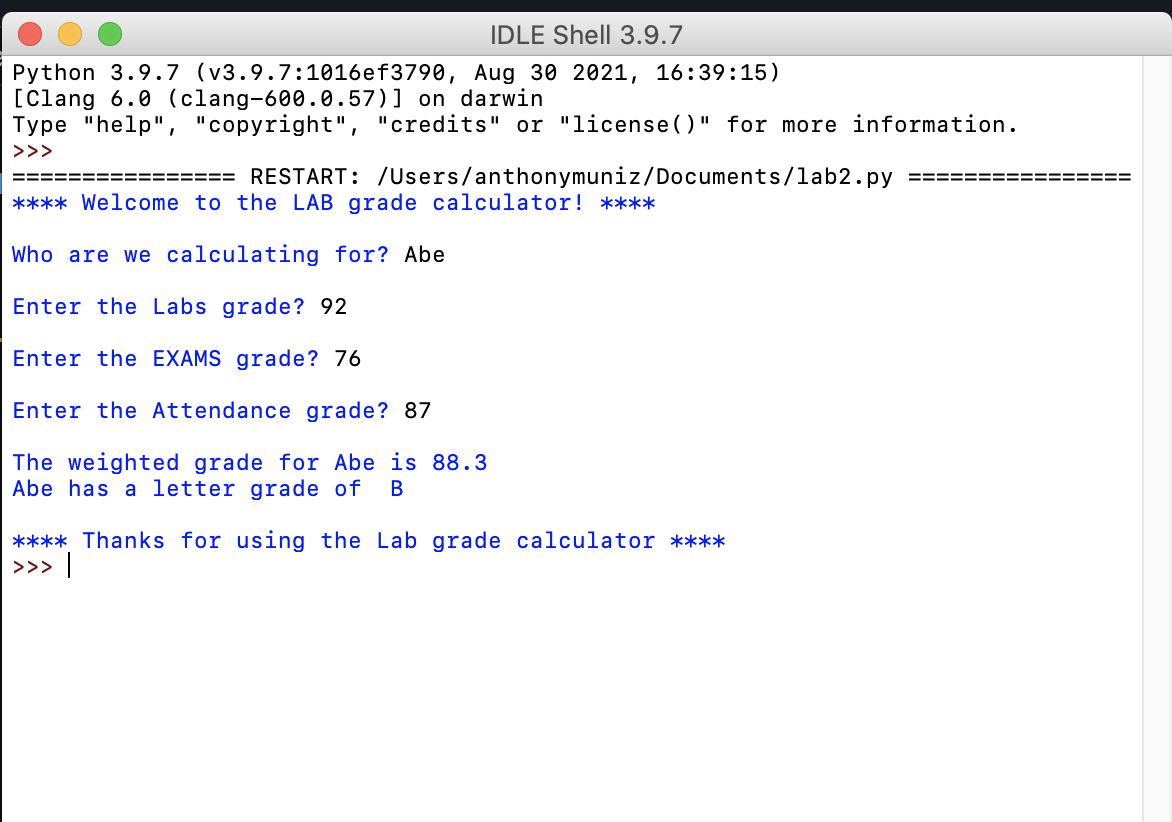 IDLE Shell 3.9.7
Python 3.9.7 (v3.9.7:1016ef3790, Aug 30 2021, 16:39:15)
[Clang 6.0 (clang-600.0.57)] on darwin
Type "help", "copyright", "credits" or "license()" for more information.
>>>
================ RESTART: /Users/anthonymuniz/Documents/lab2.py ================
**** Welcome to the LAB grade calculator! ****
Who are we calculating for? Abe
Enter the Labs grade? 92
Enter the EXAMS grade? 76
Enter the Attendance grade? 87
The weighted grade for Abe is 88.3
Abe has a letter grade of  B
**** Thanks for using the Lab grade calculator ****
>>>